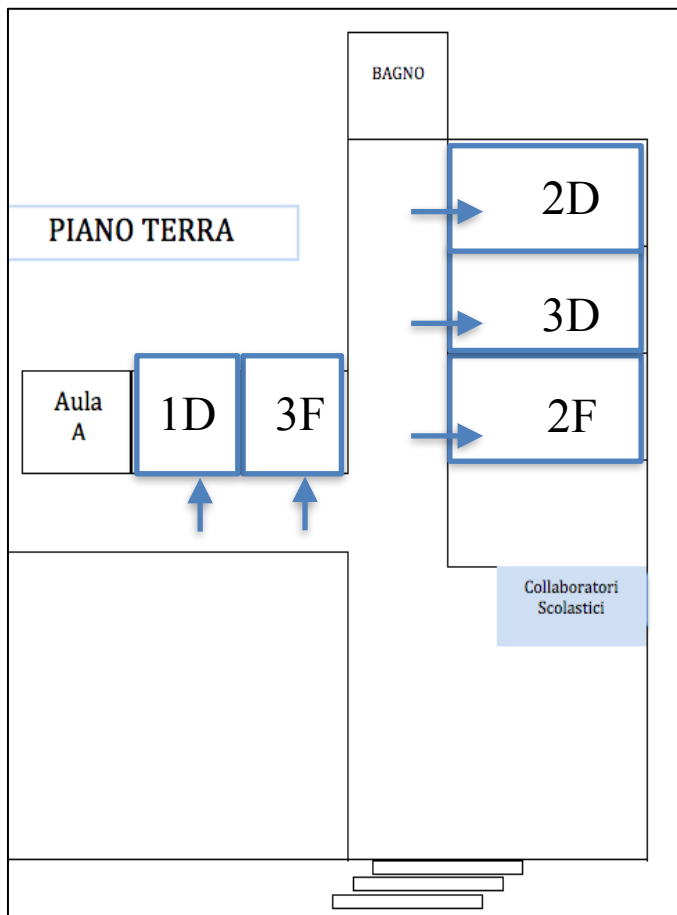 BAGNO
2D
PIANO TERRA
3D
Aula
A
1D
3F
2F
Collaboratori
Scolastici